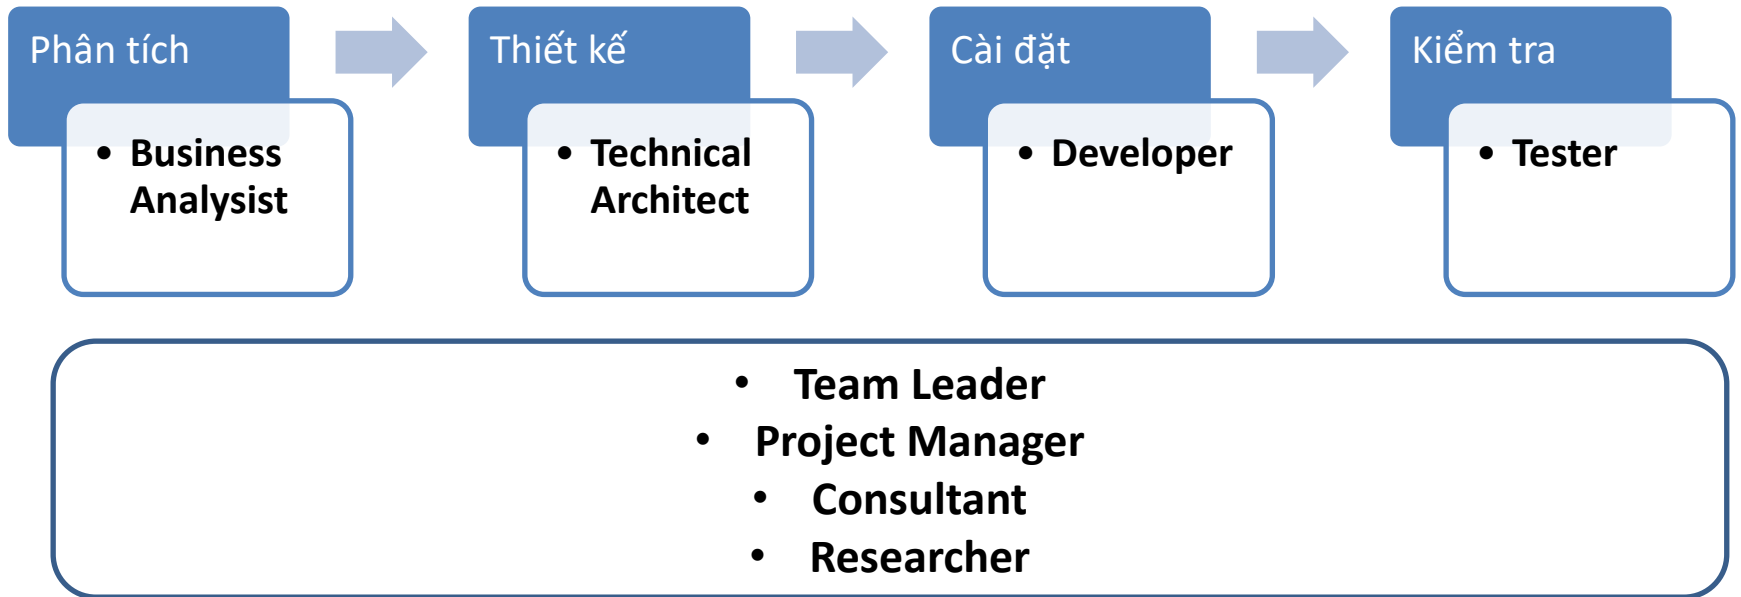 Phân tích
Thiết kế
Cài đặt
Kiểm tra
• Business
Analysist
• Technical
Architect
• Developer
• Tester
• Team Leader
• Project Manager
• Consultant
• Researcher